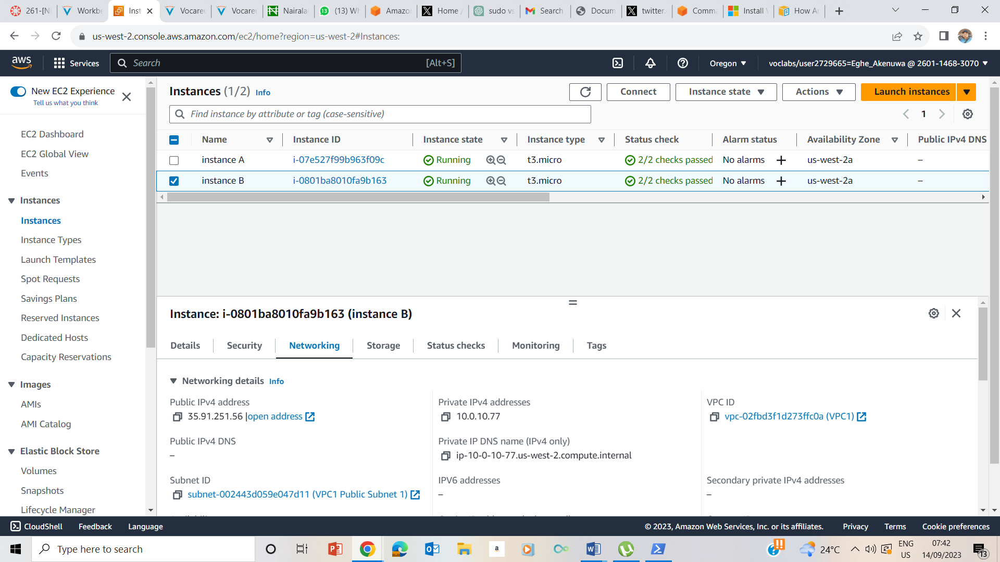 261-[N
Workbe
Inst
Vocareu
Vocareu
Nairala
(13) Wh
Amazon
Home /
sudo vs
Search
Docum
twitter.
Comma
Install
How A
us-west-2.console.aws.amazon.com/ec2/home?region=us-west-2#Instances:
aws
Services
Search
[Alt+S]
Oregon
voclabs/user2729665=Eghe_Akenuwa @ 2601-1468-3070
New EC2 Experience
Tell us what you think
EC2 Dashboard
EC2 Global View
Events
Instances
Instances
Instance Types
Launch Templates
Spot Requests
Savings Plans
Reserved Instances
Dedicated Hosts
Capacity Reservations
Images
AMIs
AMI Catalog
Elastic Block Store
Volumes
Snapshots
Lifecycle Manager
Instances (1/2) Info
Connect
Instance state
Actions
Launch instances
Find instance by attribute or tag (case-sensitive)
1
Name Instance ID Instance state Instance type Status check Alarm status Availability Zone Public IPv4 DNS
instance A i-07e527f99b963f09c Running t3.micro 2/2 checks passed No alarms + us-west-2a –
instance B i-0801ba8010fa9b163 Running t3.micro 2/2 checks passed No alarms + us-west-2a –
Instance: i-0801ba8010fa9b163 (instance B)
Details Security Networking Storage Status checks Monitoring Tags
Networking details Info
Public IPv4 address
35.91.251.56 |open address
Private IPv4 addresses
10.0.10.77
VPC ID
vpc-02fbd3f1d273ffc0a (VPC1)
Public IPv4 DNS
–
Private IP DNS name (IPv4 only)
ip-10-0-10-77.us-west-2.compute.internal
Subnet ID
subnet-002443d059e047d11 (VPC1 Public Subnet 1)
IPV6 addresses
–
Secondary private IPv4 addresses
–
CloudShell Feedback Language
© 2023, Amazon Web Services, Inc. or its affiliates. Privacy Terms Cookie preferences
Type here to search
24°C
ENG
US
07:42
14/09/2023
13